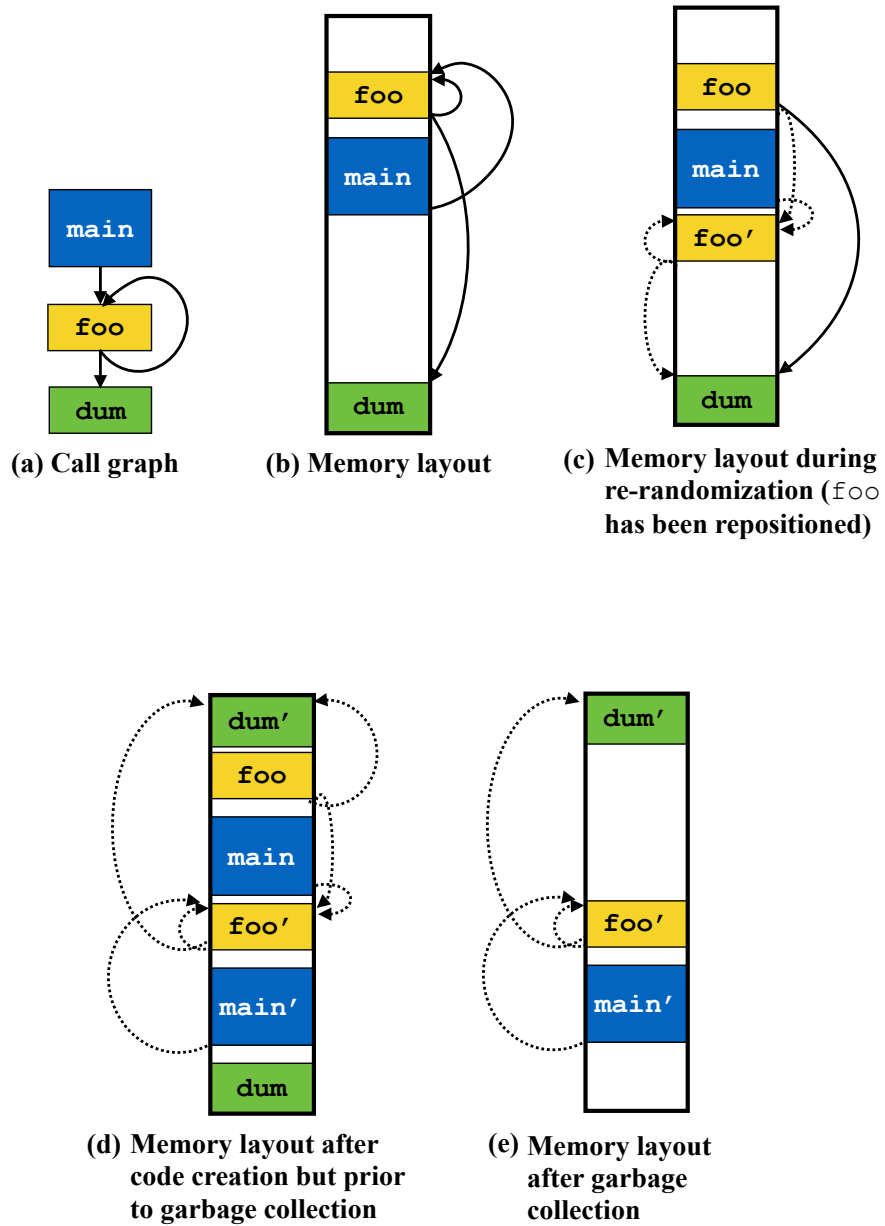 main
foo
dum
(a) Call graph
foo
main
dum
(b) Memory layout
foo
main
foo’
dum
(c) Memory layout during
re-randomization (foo
has been repositioned)
dum’
foo
main
foo’
main’
dum
(d) Memory layout after
code creation but prior
to garbage collection
dum’
foo’
main’
(e) Memory layout
after garbage
collection